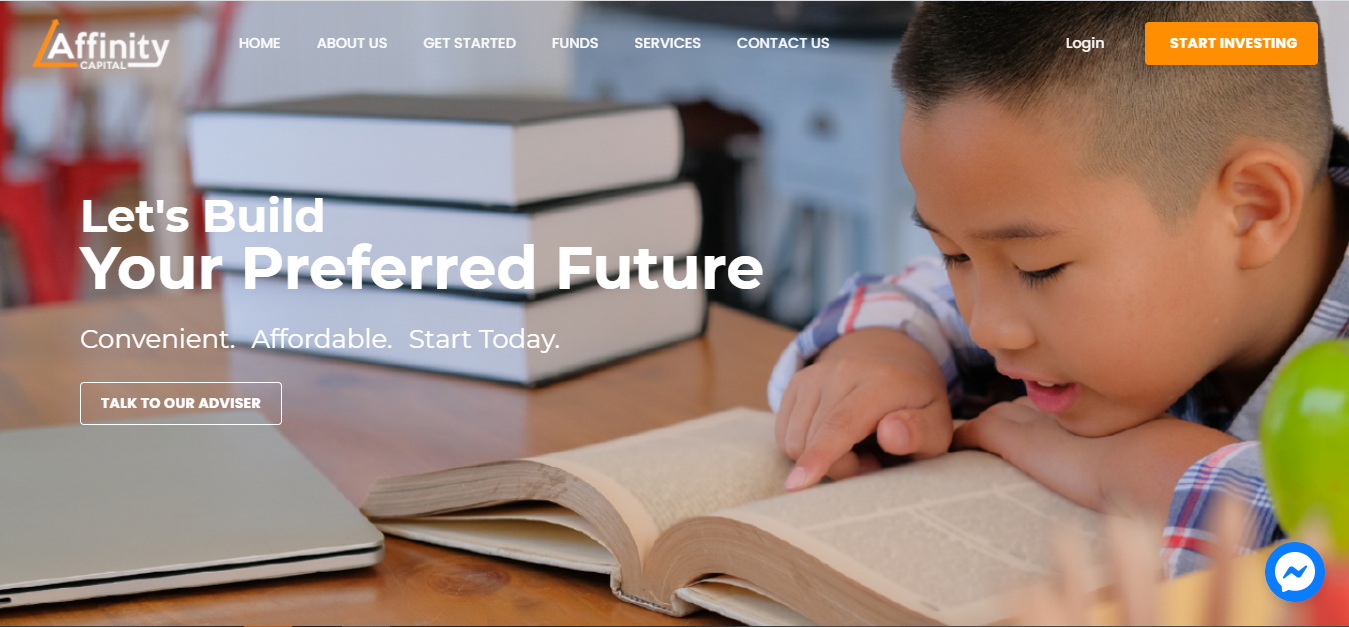 Affinity
CAPITAL
HOME ABOUT US GET STARTED FUNDS SERVICES CONTACT US Login START INVESTING
Let's Build
Your Preferred Future
Convenient. Affordable. Start Today.
TALK TO OUR ADVISER